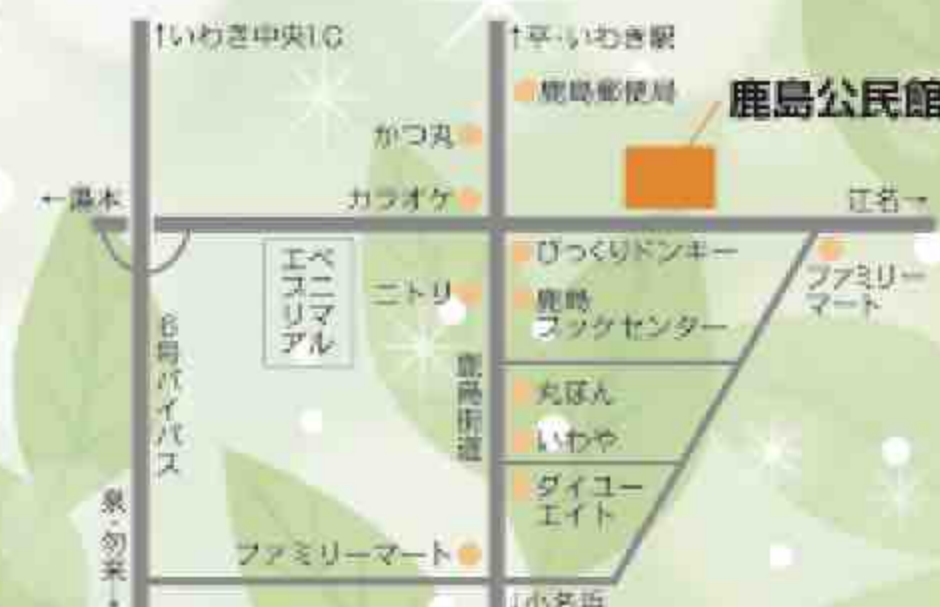 ↑いわき中央IC
↑平・いわき駅
鹿島郵便局
鹿島公民館
かつ丸
←湯本
カラオケ
江名→
びっくりドンキー
ファミリー
マート
エスペリア
ニマル
ニトリ
鹿島
ブックセンター
6号バイパス
鹿島街道
丸ぽん
いわや
ダイユー
エイト
泉・勿来
ファミリーマート
↓小名浜